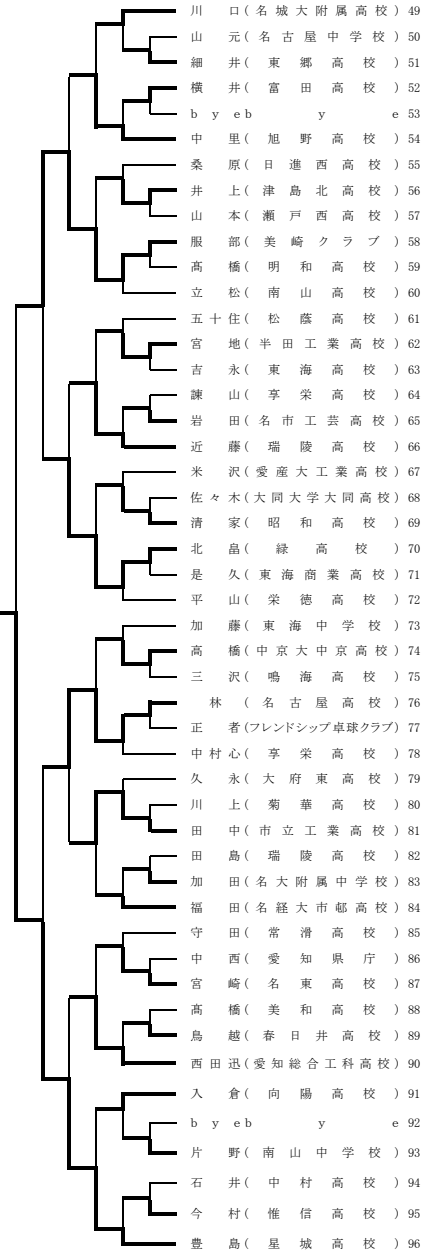 川口(名城大附属高校) 49
山元(名古屋中学校) 50
細井(東郷高校) 51
横井(富田高校) 52
byebye 53
中里(旭野高校) 54
桑原(日進西高校) 55
井上(津島北高校) 56
山本(瀬戸西高校) 57
服部(美崎クラブ) 58
髙橋(明和高校) 59
立松(南山高校) 60
五十住(松蔭高校) 61
宮地(半田工業高校) 62
吉永(東海高校) 63
諫山(享栄高校) 64
岩田(名市工芸高校) 65
近藤(瑞陵高校) 66
米沢(愛産大工業高校) 67
佐々木(大同大学大同高校) 68
清家(昭和高校) 69
北畠(緑高校) 70
是久(東海商業高校) 71
平山(栄徳高校) 72
加藤(東海中学校) 73
高橋(中京大中京高校) 74
三沢(鳴海高校) 75
林(名古屋高校) 76
正者(フレンドシップ卓球クラブ) 77
中村心(享栄高校) 78
久永(大府東高校) 79
川上(菊華高校) 80
田中(市立工業高校) 81
田島(瑞陵高校) 82
加田(名大附属中学校) 83
福田(名経大市邨高校) 84
守田(常滑高校) 85
中西(愛知県庁) 86
宮崎(名東高校) 87
髙橋(美和高校) 88
鳥越(春日井高校) 89
西田迅(愛知総合工科高校) 90
入倉(向陽高校) 91
byebye 92
片野(南山中学校) 93
石井(中村高校) 94
今村(惟信高校) 95
豊島(星城高校) 96